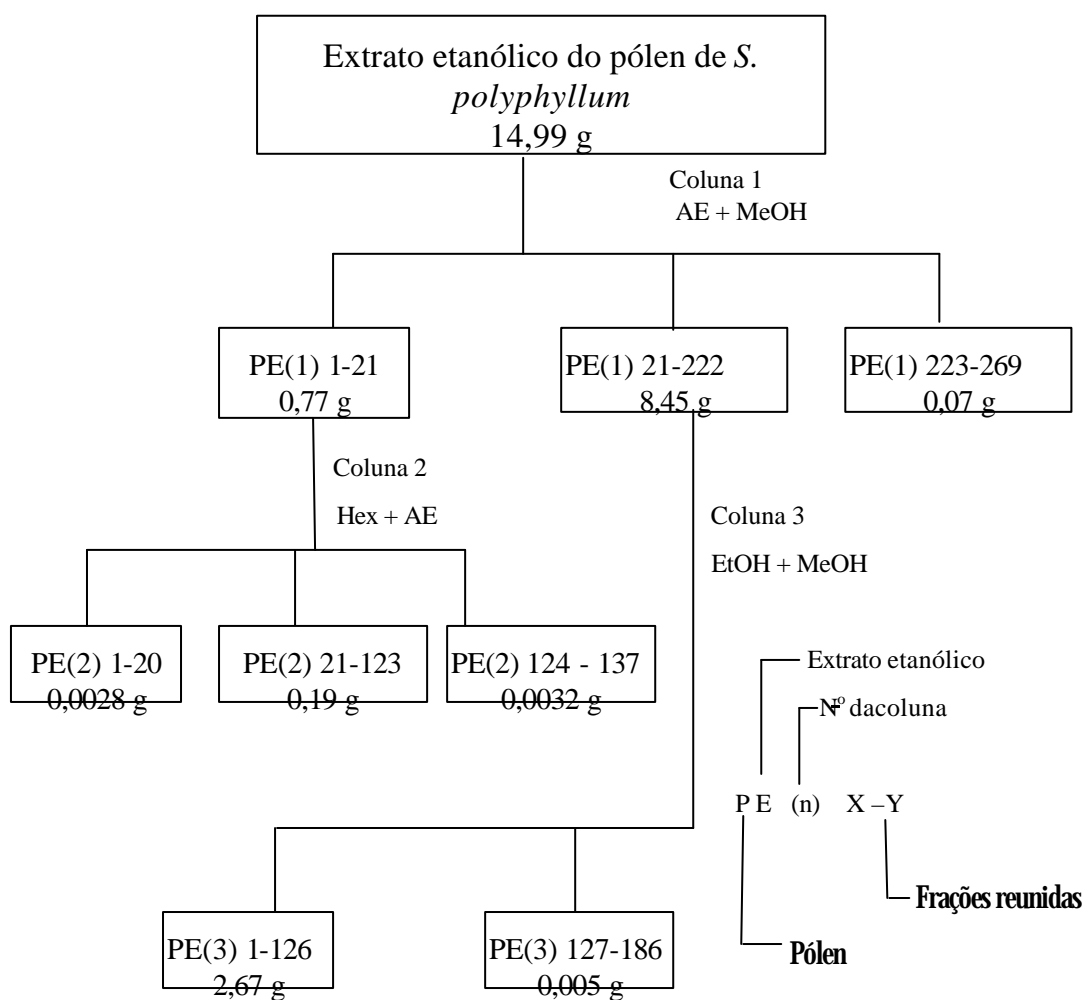 Extrato etanólico do pólen de S.
polyphyllum
14,99 g
Coluna 1
AE + MeOH
PE(1) 1-21
0,77 g
PE(1) 21-222
8,45 g
PE(1) 223-269
0,07 g
Coluna 2
Hex + AE
Coluna 3
EtOH + MeOH
PE(2) 1-20
0,0028 g
PE(2) 21-123
0,19 g
PE(2) 124 - 137
0,0032 g
Extrato etanólico
Nº dacoluna
P E (n) X –Y
Frações reunidas
Pólen
PE(3) 1-126
2,67 g
PE(3) 127-186
0,005 g